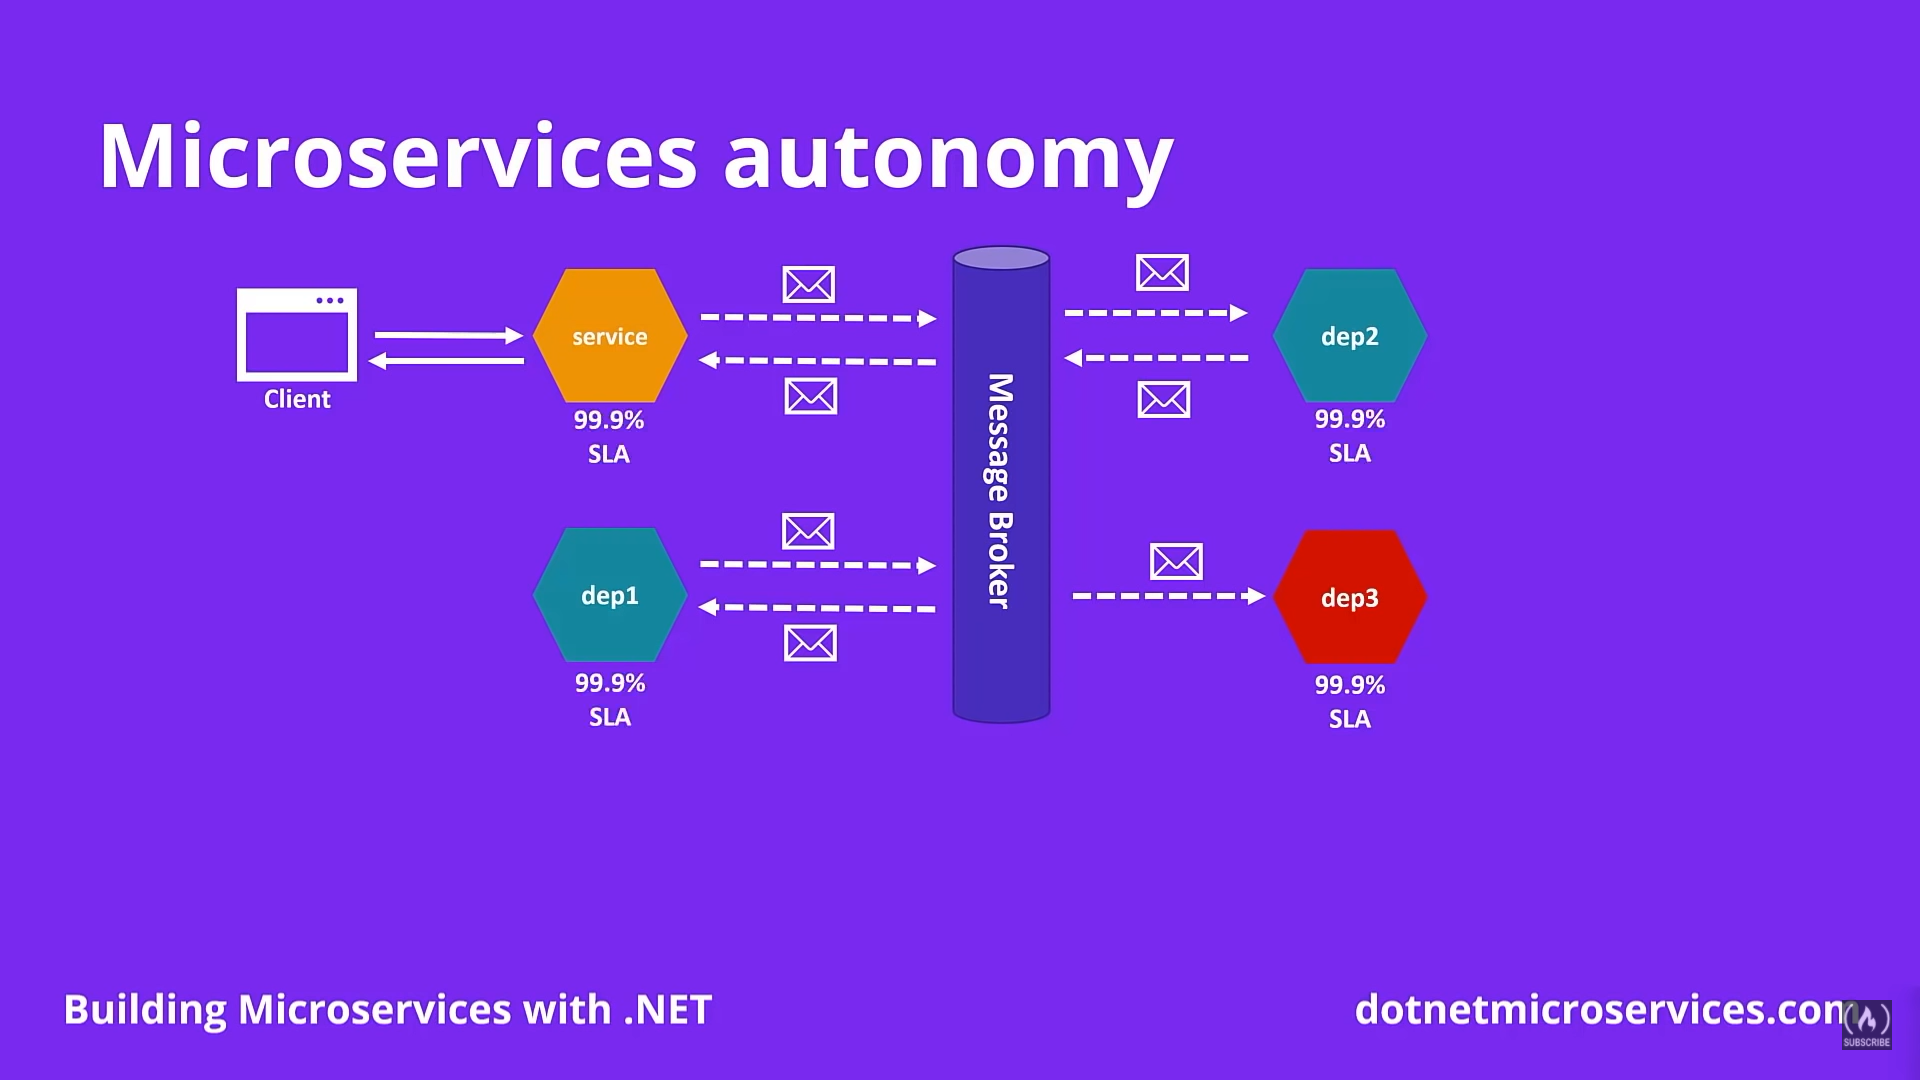 Microservices autonomy
Client
service
99.9%
SLA
dep2
99.9%
SLA
Message Broker
dep1
99.9%
SLA
dep3
99.9%
SLA
Building Microservices with .NET
dotnetmicroservices.com
SUBSCRIBE